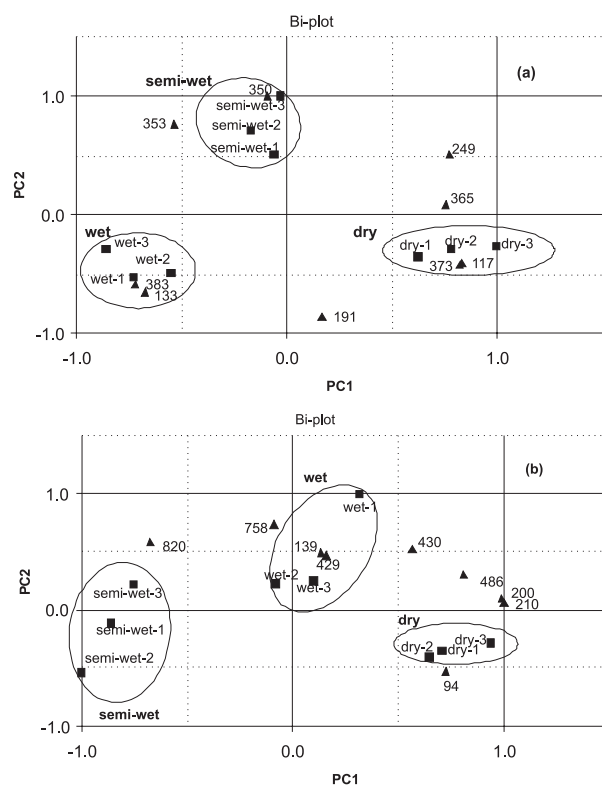 Bi-plot
semi-wet
350
(a)
1.0
353
semi-wet-3
semi-wet-2
semi-wet-1
249
PC2
365
0.0
wet
dry
wet-3
dry-1
dry-2
dry-3
wet-2
wet-1
373
117
383
133
191
-1.0
-1.0
0.0
1.0
PC1
Bi-plot
wet
(b)
1.0
wet-1
758
820
139
430
429
PC2
486
semi-wet-3
wet-2
wet-3
200
210
0.0
semi-wet-1
dry
dry-3
dry-2
dry-1
semi-wet-2
94
semi-wet
-1.0
-1.0
0.0
1.0
PC1